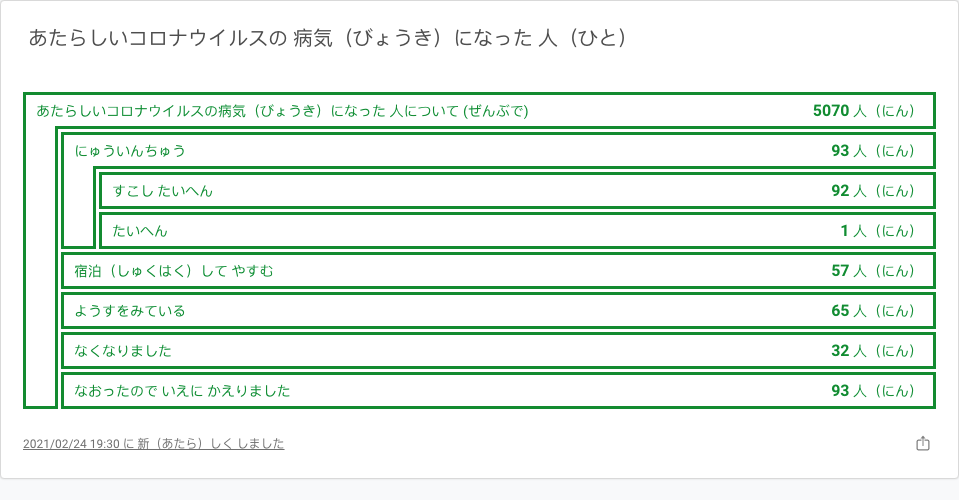 あたらしいコロナウイルスの 病気（びょうき）になった 人（ひと）
あたらしいコロナウイルスの病気（びょうき）になった 人について (ぜんぶで) 5070 人（にん）
にゅういんちゅう 93 人（にん）
すこし たいへん 92 人（にん）
たいへん 1 人（にん）
宿泊（しゅくはく）して やすむ 57 人（にん）
ようすをみている 65 人（にん）
なくなりました 32 人（にん）
なおったので いえに かえりました 93 人（にん）
2021/02/24 19:30 に 新（あたら）しく しました